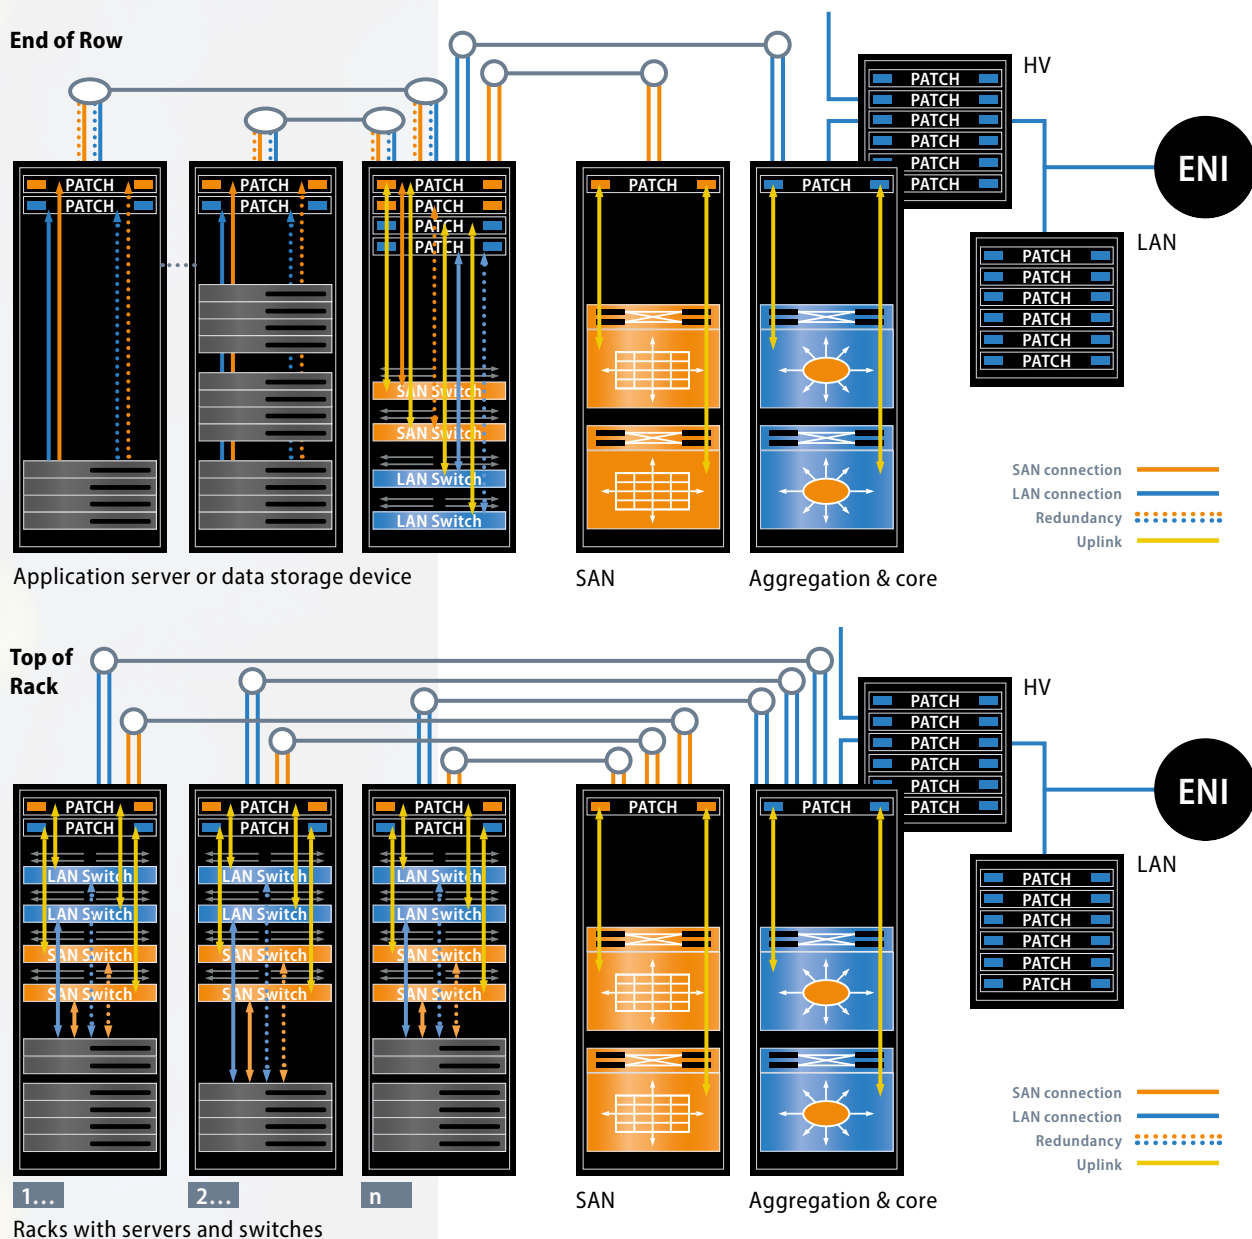 End of Row
HV
PATCH
PATCH
PATCH
PATCH
PATCH
PATCH
ENI
PATCH
PATCH
PATCH
PATCH
PATCH
PATCH
PATCH
PATCH
SAN Switch
SAN Switch
LAN Switch
LAN Switch
PATCH
PATCH
LAN
PATCH
PATCH
PATCH
PATCH
PATCH
PATCH
SAN connection
LAN connection
Redundancy
Uplink
Application server or data storage device
SAN
Aggregation & core
Top of
Rack
HV
PATCH
PATCH
PATCH
PATCH
PATCH
PATCH
ENI
PATCH
PATCH
LAN Switch
LAN Switch
SAN Switch
SAN Switch
PATCH
PATCH
LAN Switch
LAN Switch
SAN Switch
SAN Switch
PATCH
PATCH
LAN Switch
LAN Switch
SAN Switch
SAN Switch
PATCH
PATCH
LAN
PATCH
PATCH
PATCH
PATCH
PATCH
PATCH
SAN connection
LAN connection
Redundancy
Uplink
1...
2...
n
SAN
Aggregation & core
Racks with servers and switches